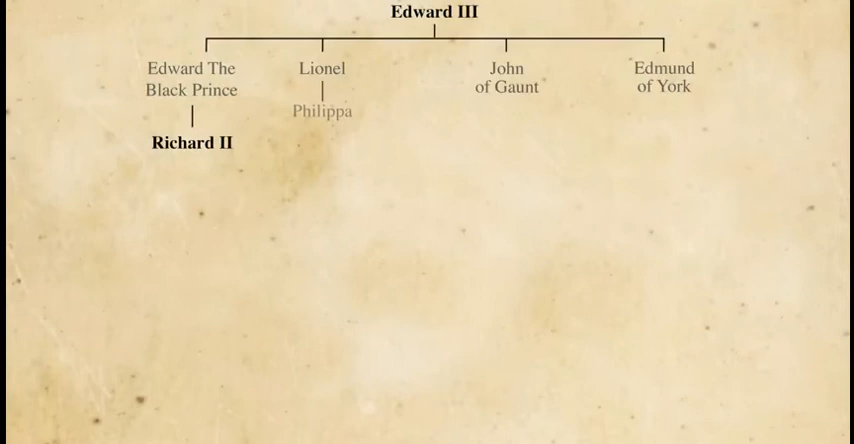 Edward III
Edward The
Black Prince
Lionel
John
of Gaunt
Edmund
of York
Philippa
Richard II